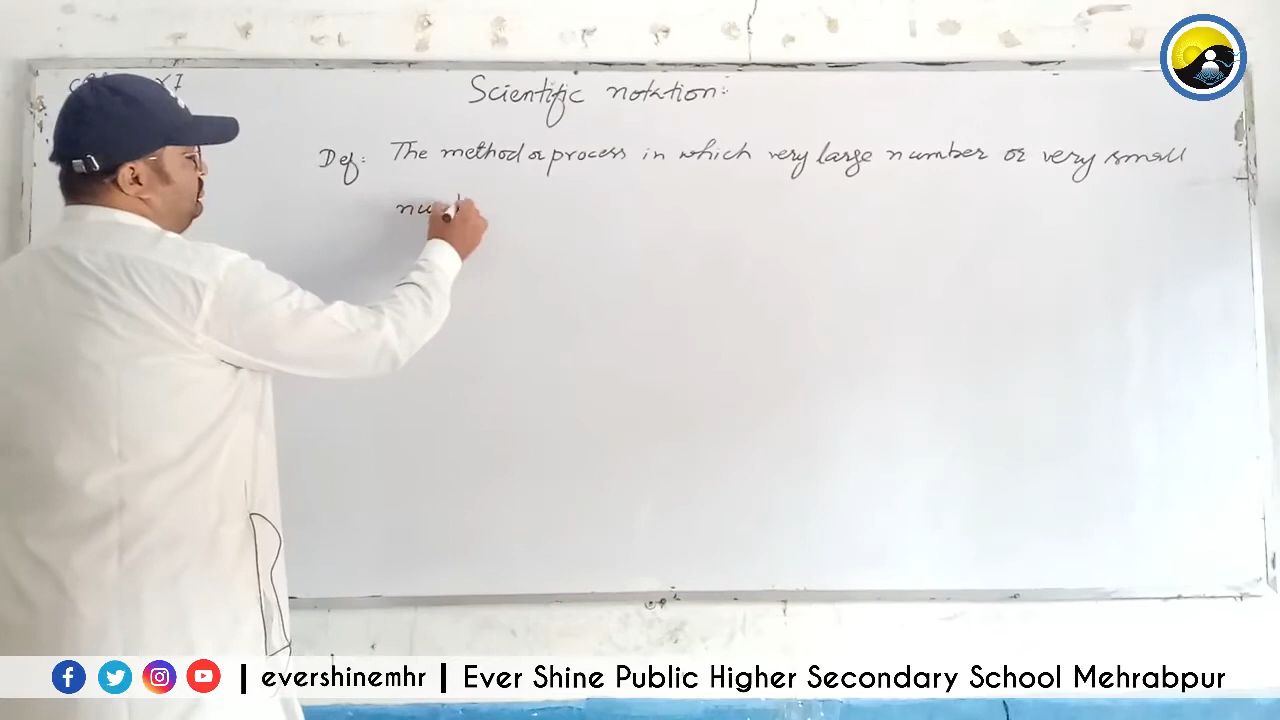 Scientific notation:
Def: The method or process in which very large number or very small
| evershinemhr | Ever Shine Public Higher Secondary School Mehrabpur